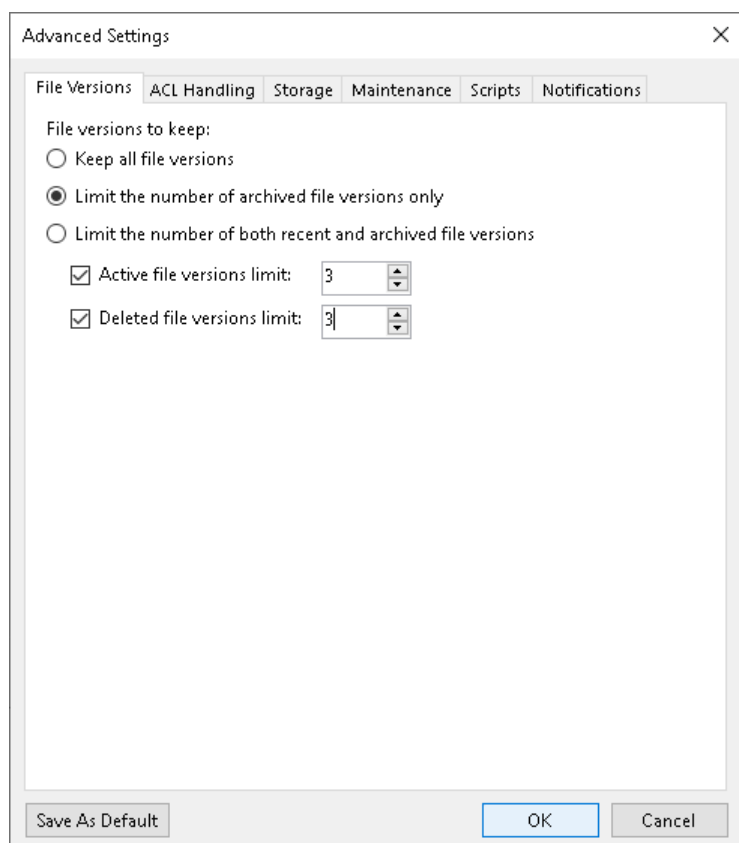 Advanced Settings
File Versions ACL Handling Storage Maintenance Scripts Notifications
File versions to keep:
Keep all file versions
Limit the number of archived file versions only
Limit the number of both recent and archived file versions
Active file versions limit: 3
Deleted file versions limit: 3
Save As Default OK Cancel